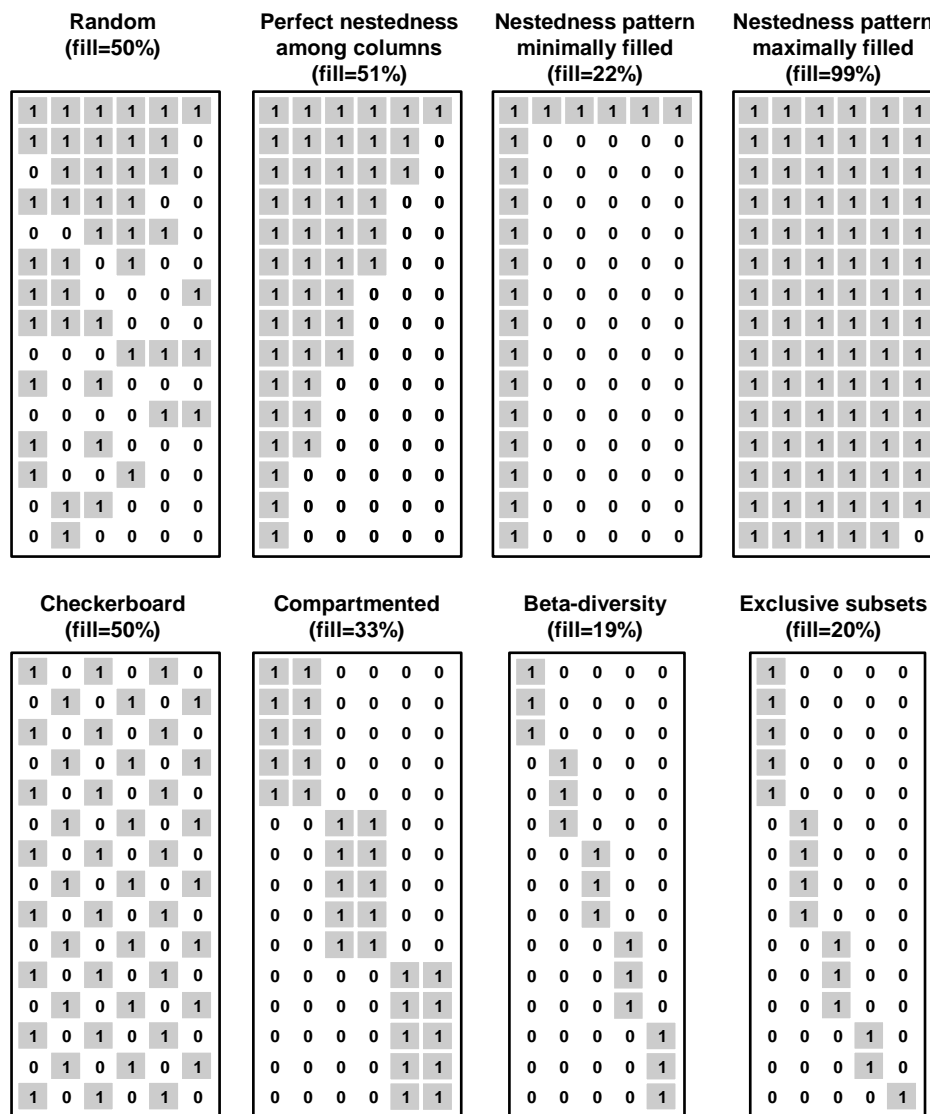 Random
(fill=50%)
1 1 1 1 1 1
1 1 1 1 1 0
0 1 1 1 1 0
1 1 1 1 0 0
0 0 1 1 1 0
1 1 0 1 0 0
1 1 0 0 0 1
1 1 1 0 0 0
0 0 0 1 1 1
1 0 1 0 0 0
0 0 0 0 1 1
1 0 1 0 0 0
1 0 0 1 0 0
0 1 1 0 0 0
0 1 0 0 0 0
Perfect nestedness
among columns
(fill=51%)
1 1 1 1 1 1
1 1 1 1 1 0
1 1 1 1 1 0
1 1 1 1 0 0
1 1 1 1 0 0
1 1 1 1 0 0
1 1 1 0 0 0
1 1 1 0 0 0
1 1 1 0 0 0
1 1 0 0 0 0
1 1 0 0 0 0
1 1 0 0 0 0
1 0 0 0 0 0
1 0 0 0 0 0
1 0 0 0 0 0
Nestedness pattern
minimally filled
(fill=22%)
1 1 1 1 1 1
1 0 0 0 0 0
1 0 0 0 0 0
1 0 0 0 0 0
1 0 0 0 0 0
1 0 0 0 0 0
1 0 0 0 0 0
1 0 0 0 0 0
1 0 0 0 0 0
1 0 0 0 0 0
1 0 0 0 0 0
1 0 0 0 0 0
1 0 0 0 0 0
1 0 0 0 0 0
1 0 0 0 0 0
Nestedness pattern
maximally filled
(fill=99%)
1 1 1 1 1 1
1 1 1 1 1 1
1 1 1 1 1 1
1 1 1 1 1 1
1 1 1 1 1 1
1 1 1 1 1 1
1 1 1 1 1 1
1 1 1 1 1 1
1 1 1 1 1 1
1 1 1 1 1 1
1 1 1 1 1 1
1 1 1 1 1 1
1 1 1 1 1 1
1 1 1 1 1 1
1 1 1 1 1 0
Checkerboard
(fill=50%)
1 0 1 0 1 0
0 1 0 1 0 1
1 0 1 0 1 0
0 1 0 1 0 1
1 0 1 0 1 0
0 1 0 1 0 1
1 0 1 0 1 0
0 1 0 1 0 1
1 0 1 0 1 0
0 1 0 1 0 1
1 0 1 0 1 0
0 1 0 1 0 1
1 0 1 0 1 0
0 1 0 1 0 1
1 0 1 0 1 0
Compartmented
(fill=33%)
1 1 0 0 0 0
1 1 0 0 0 0
1 1 0 0 0 0
1 1 0 0 0 0
1 1 0 0 0 0
0 0 1 1 0 0
0 0 1 1 0 0
0 0 1 1 0 0
0 0 1 1 0 0
0 0 1 1 0 0
0 0 0 0 1 1
0 0 0 0 1 1
0 0 0 0 1 1
0 0 0 0 1 1
0 0 0 0 1 1
Beta-diversity
(fill=19%)
1 0 0 0 0
1 0 0 0 0
1 0 0 0 0
0 1 0 0 0
0 1 0 0 0
0 1 0 0 0
0 0 1 0 0
0 0 1 0 0
0 0 1 0 0
0 0 0 1 0
0 0 0 1 0
0 0 0 1 0
0 0 0 0 1
0 0 0 0 1
0 0 0 0 1
Exclusive subsets
(fill=20%)
1 0 0 0 0
1 0 0 0 0
1 0 0 0 0
1 0 0 0 0
1 0 0 0 0
0 1 0 0 0
0 1 0 0 0
0 1 0 0 0
0 1 0 0 0
0 0 1 0 0
0 0 1 0 0
0 0 1 0 0
0 0 0 1 0
0 0 0 1 0
0 0 0 0 1